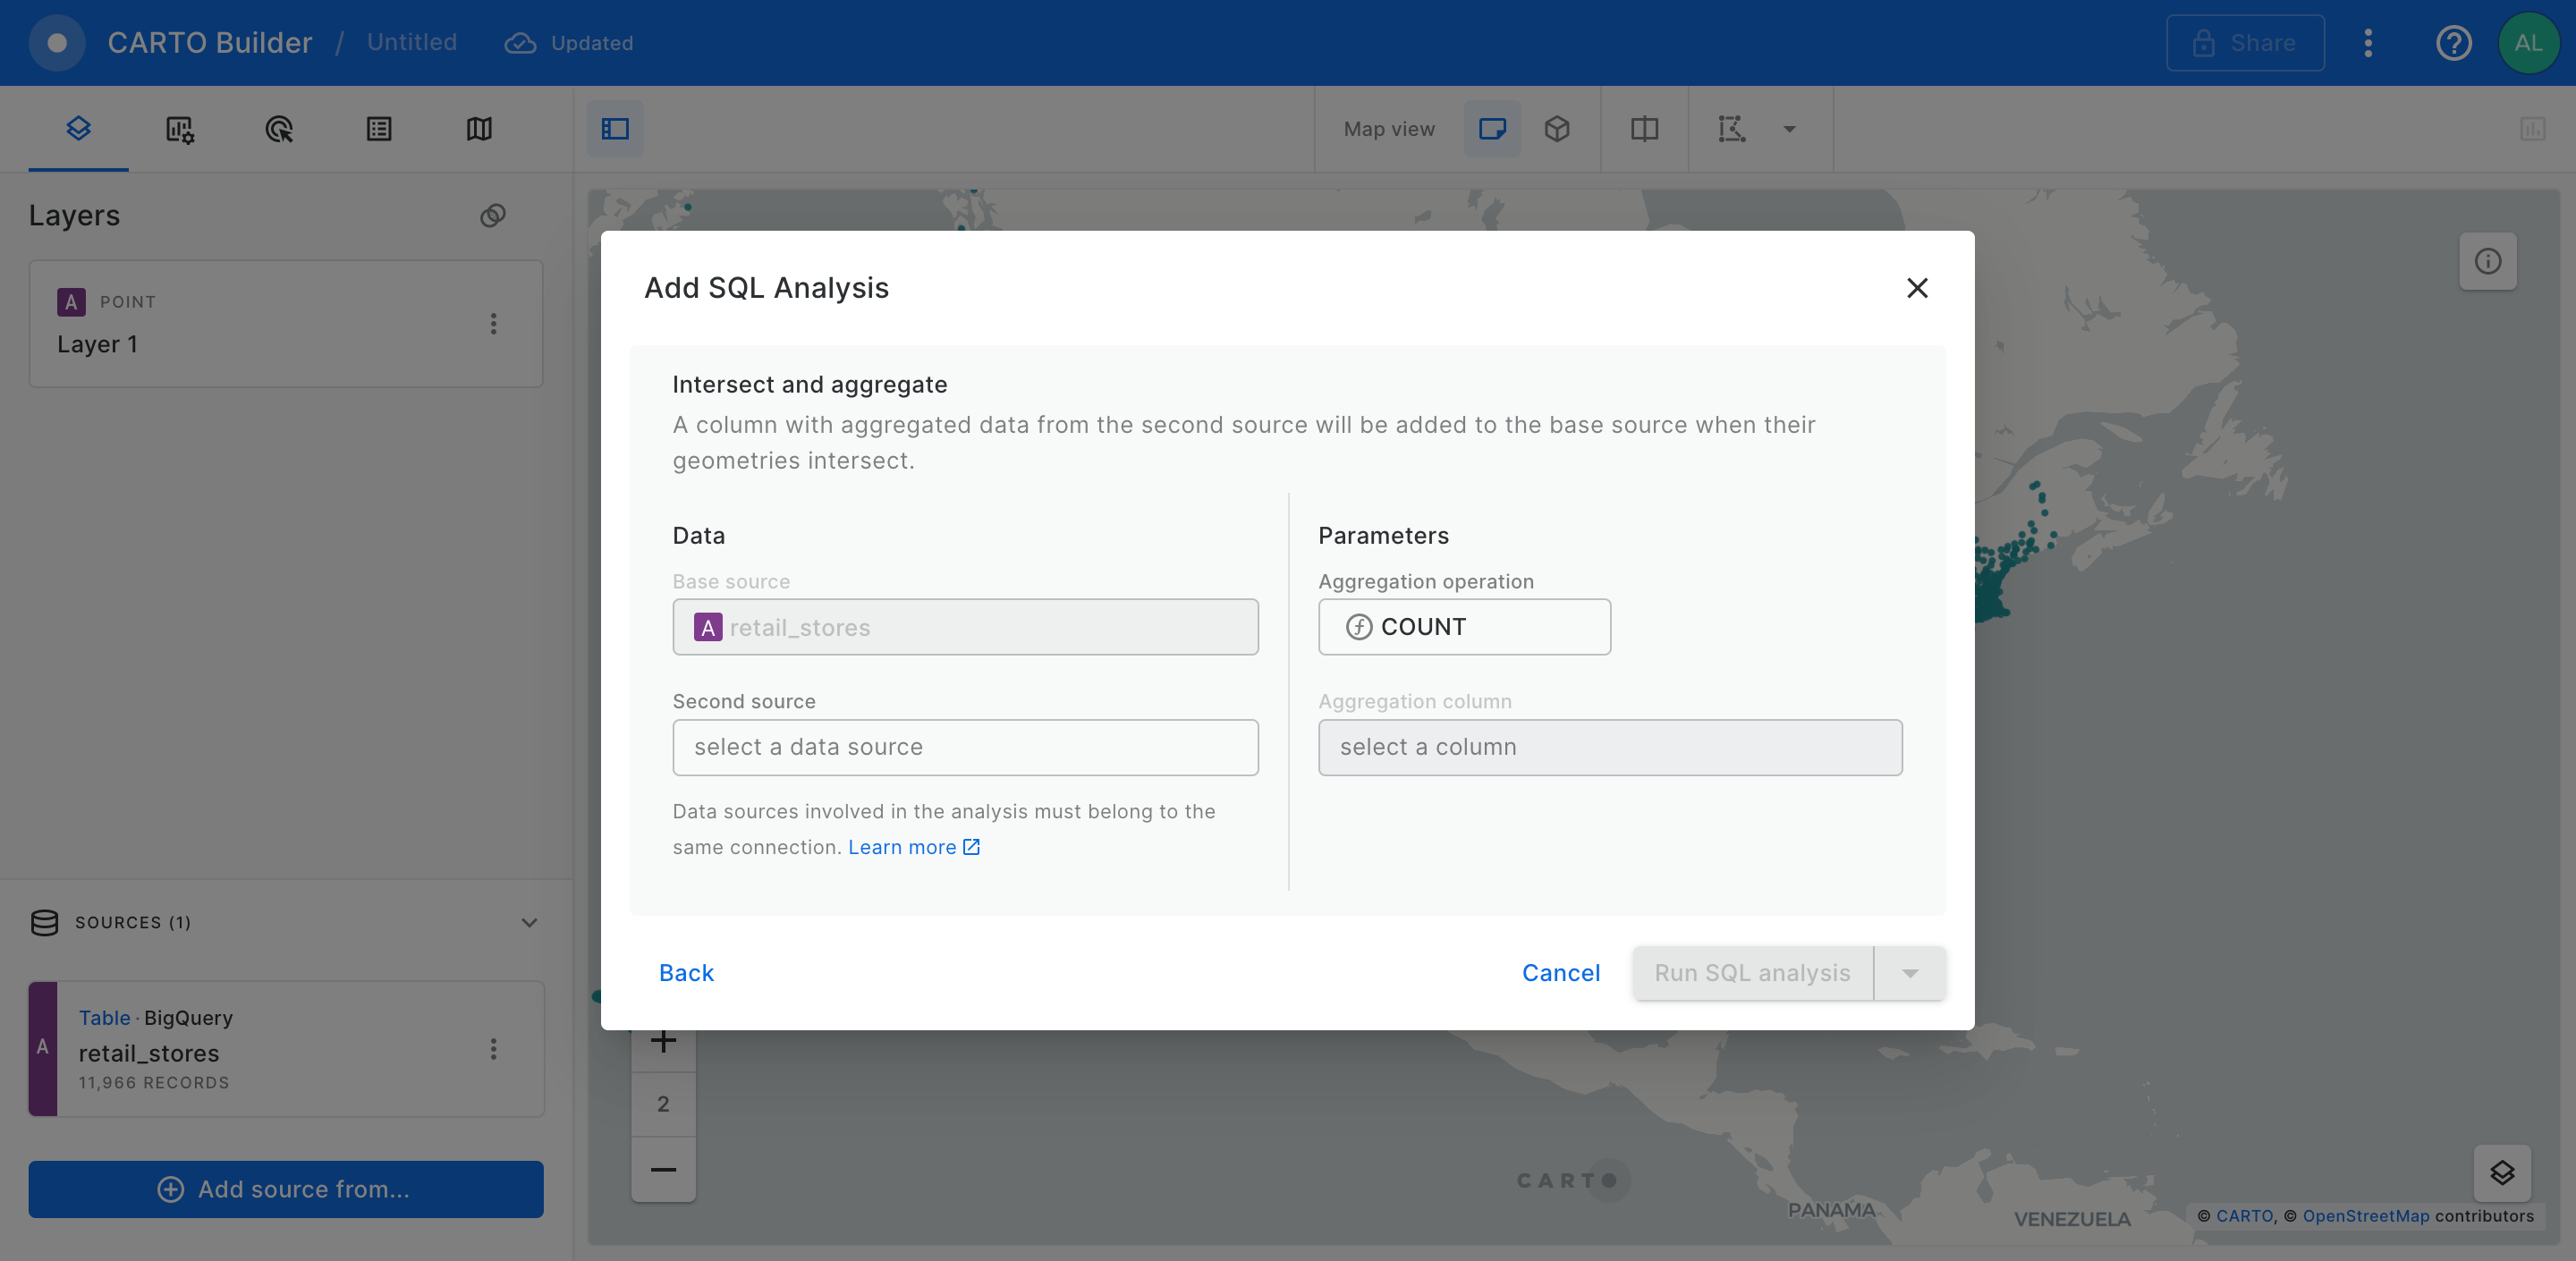 CARTO Builder / Untitled Updated Share AL
Map view
Layers
A POINT
Layer 1
SOURCES (1)
A
Table · BigQuery
retail_stores
11,966 RECORDS
Add source from...
Add SQL Analysis
Intersect and aggregate
A column with aggregated data from the second source will be added to the base source when their
geometries intersect.
Data
Base source
A retail_stores
Second source
select a data source
Data sources involved in the analysis must belong to the
same connection. Learn more
Parameters
Aggregation operation
COUNT
Aggregation column
select a column
Back
Cancel
Run SQL analysis
2
CARTO
PANAMA
VENEZUELA
© CARTO, © OpenStreetMap contributors